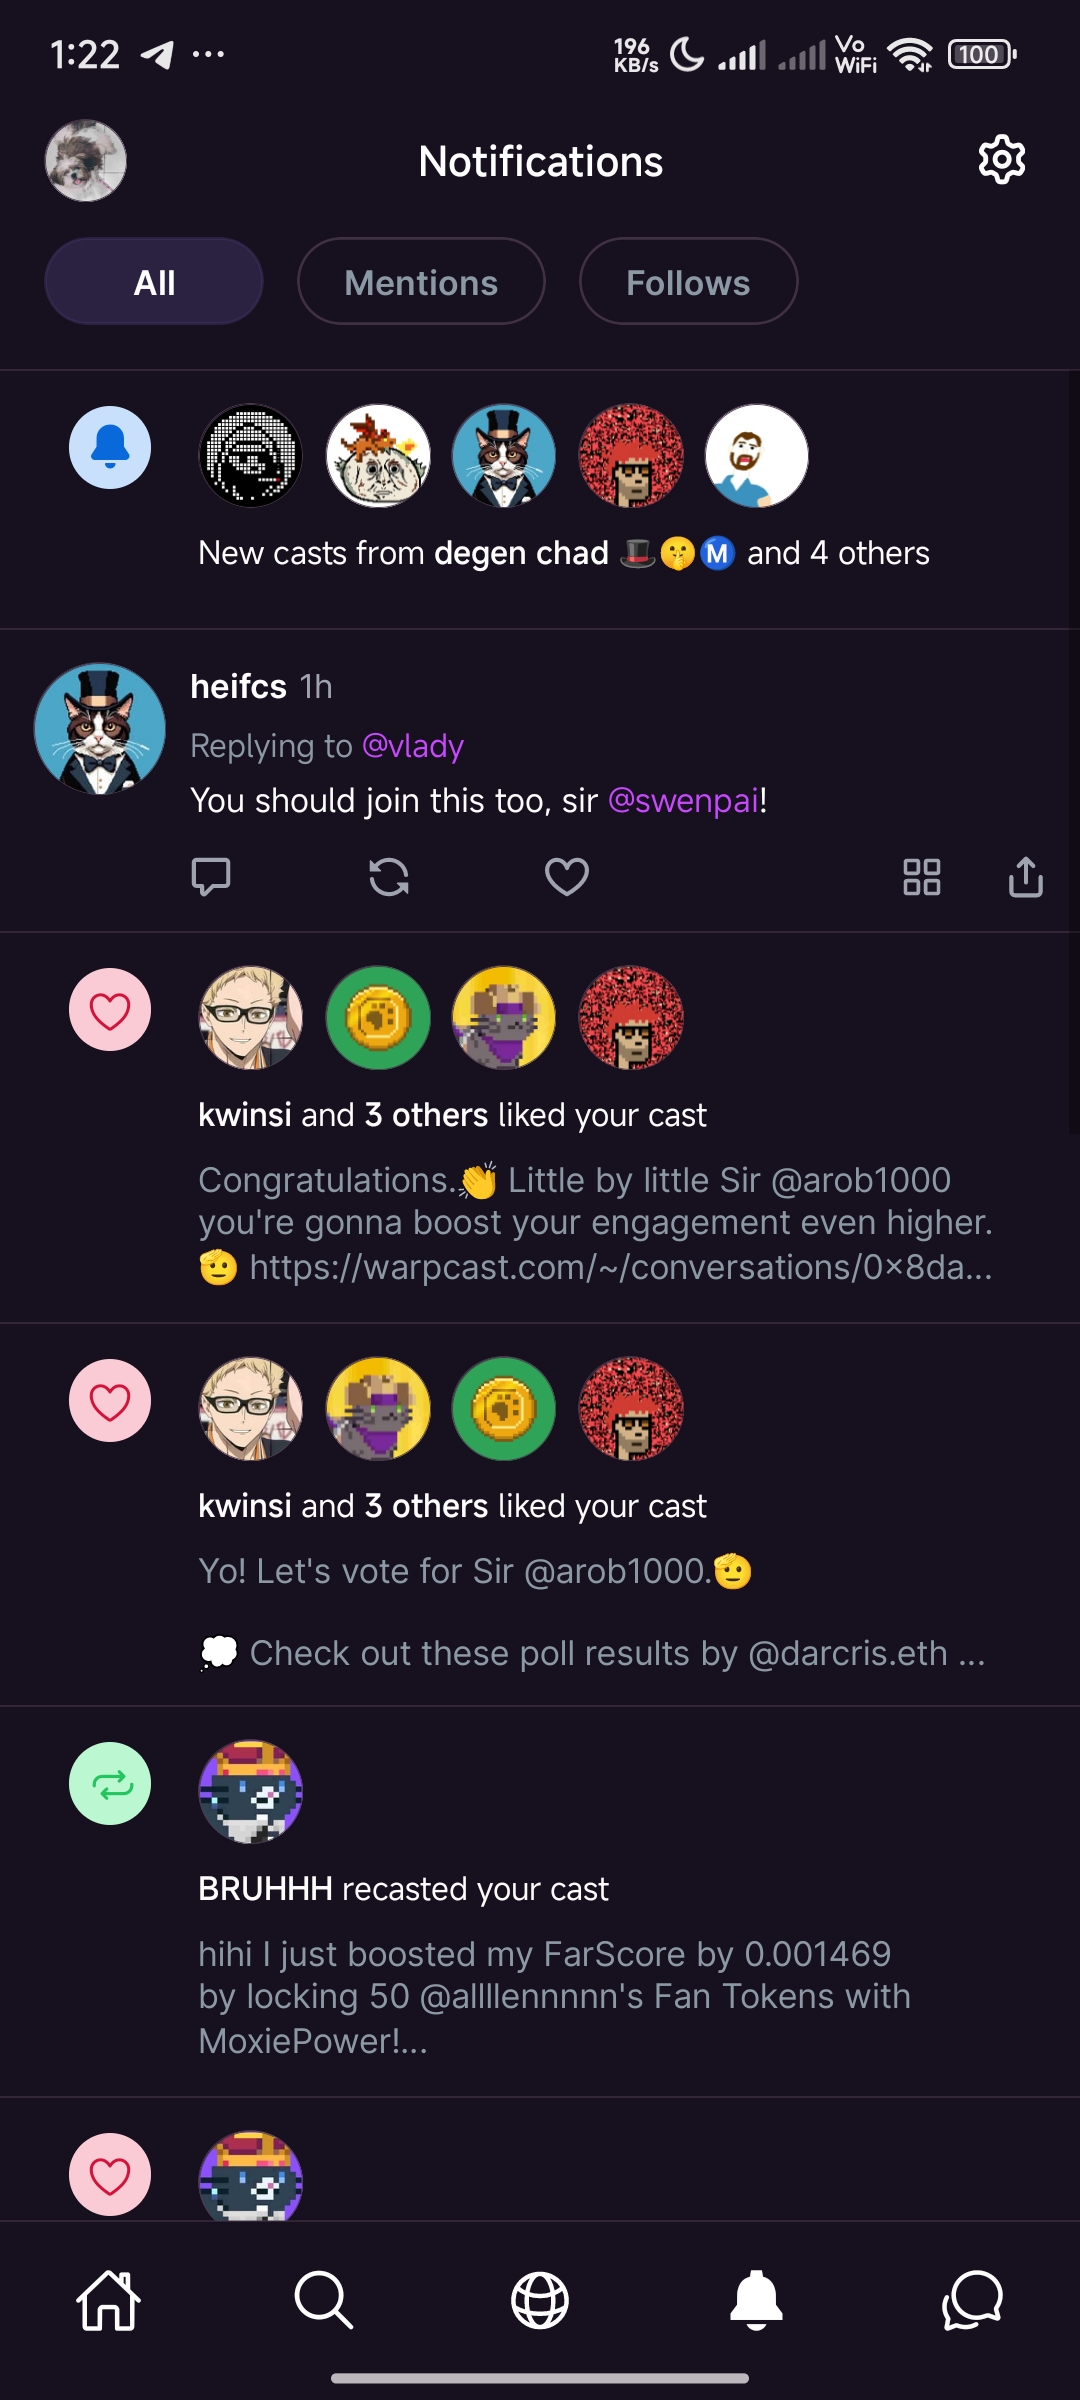 1:22
196
KB/s
Vo
WiFi
100
Notifications
All
Mentions
Follows
New casts from degen chad 🎩🤫Ⓜ️ and 4 others
heifcs 1h
Replying to @vlady
You should join this too, sir @swenpai!
kwinsi and 3 others liked your cast
Congratulations.👏 Little by little Sir @arob1000
you're gonna boost your engagement even higher.
🫡 https://warpcast.com/~/conversations/0×8da...
kwinsi and 3 others liked your cast
Yo! Let's vote for Sir @arob1000.🫡
💭 Check out these poll results by @darcris.eth ...
BRUHHH recasted your cast
hihi I just boosted my FarScore by 0.001469
by locking 50 @allllennnnn's Fan Tokens with
MoxiePower!...